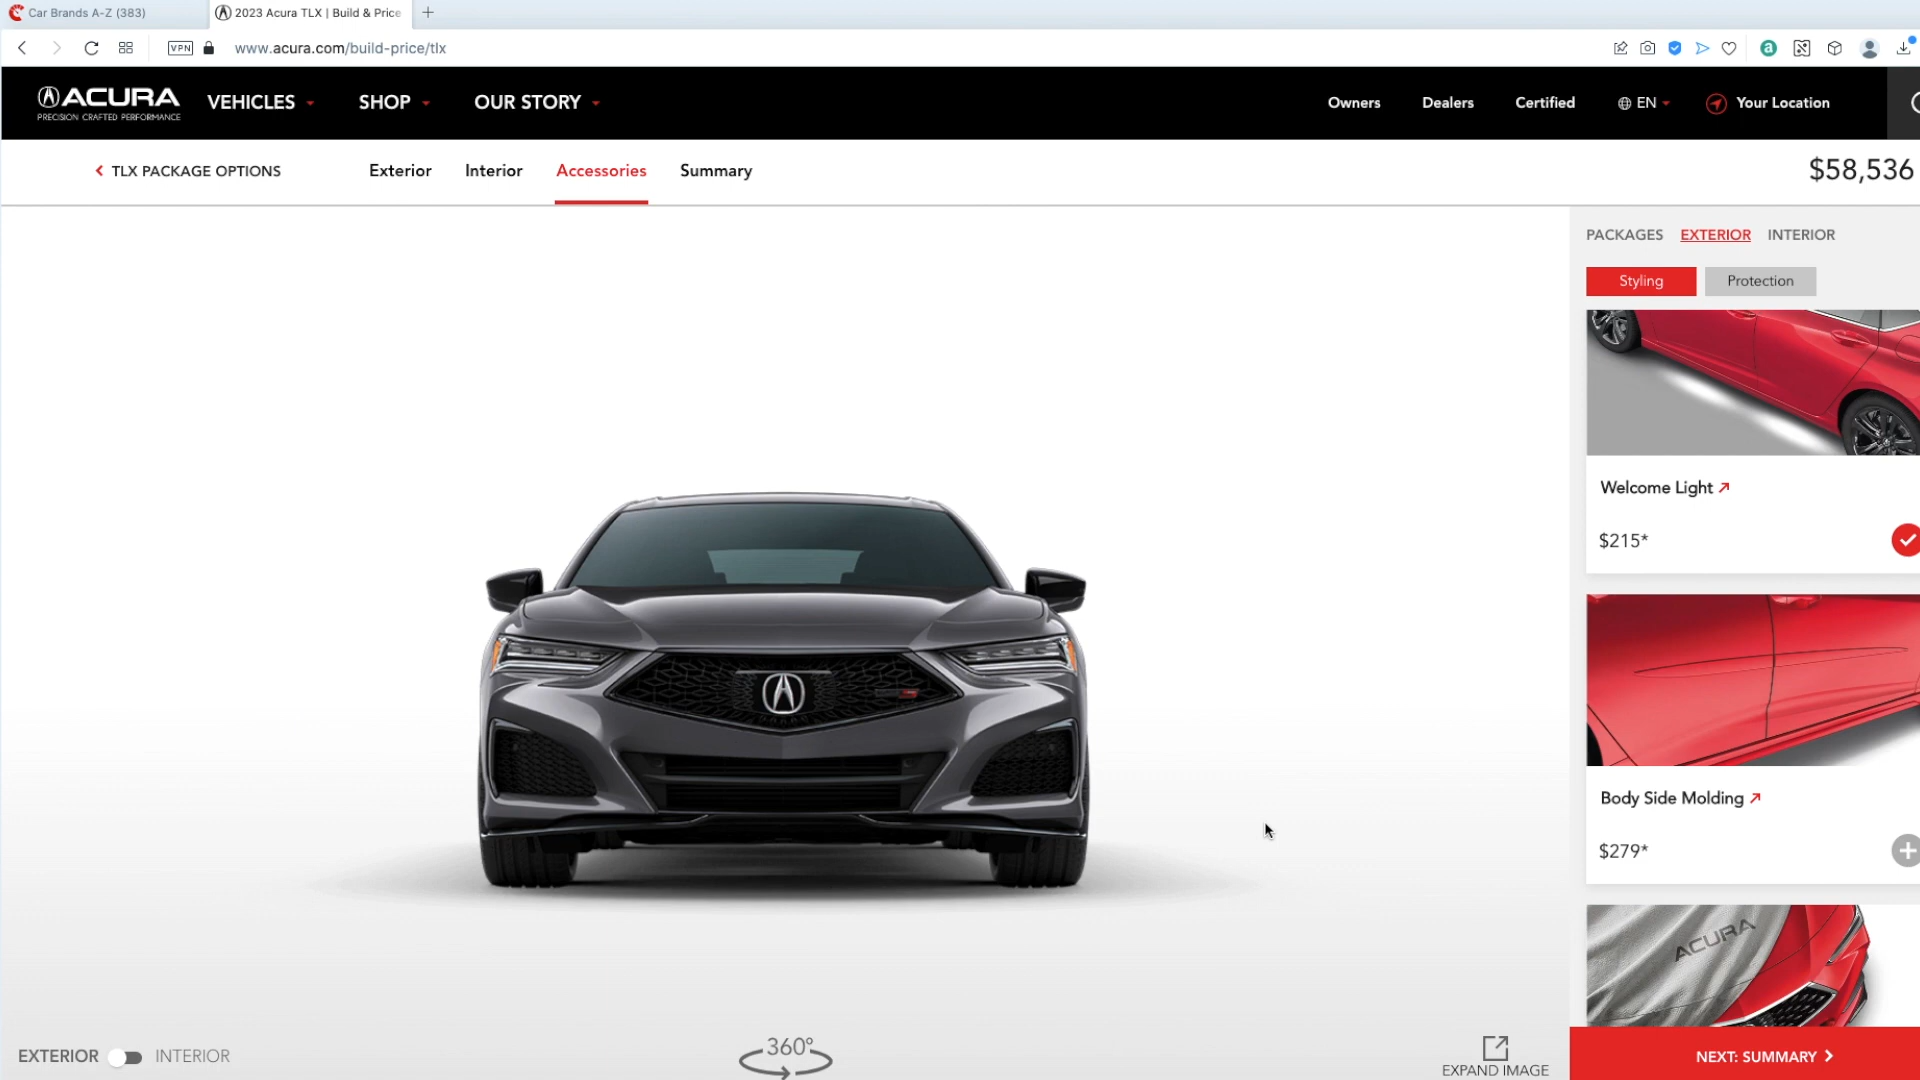 Car Brands A-Z (383)
2023 Acura TLX | Build & Price
VPN
www.acura.com/build-price/tlx
a
ACURA
PRECISION CRAFTED PERFORMANCE
VEHICLES
SHOP
OUR STORY
Owners
Dealers
Certified
EN
Your Location
TLX PACKAGE OPTIONS
Exterior
Interior
Accessories
Summary
$58,536
PACKAGES
EXTERIOR
INTERIOR
Styling
Protection
Welcome Light
$215*
Body Side Molding
$279*
ACURA
EXTERIOR
INTERIOR
360°
EXPAND IMAGE
NEXT: SUMMARY